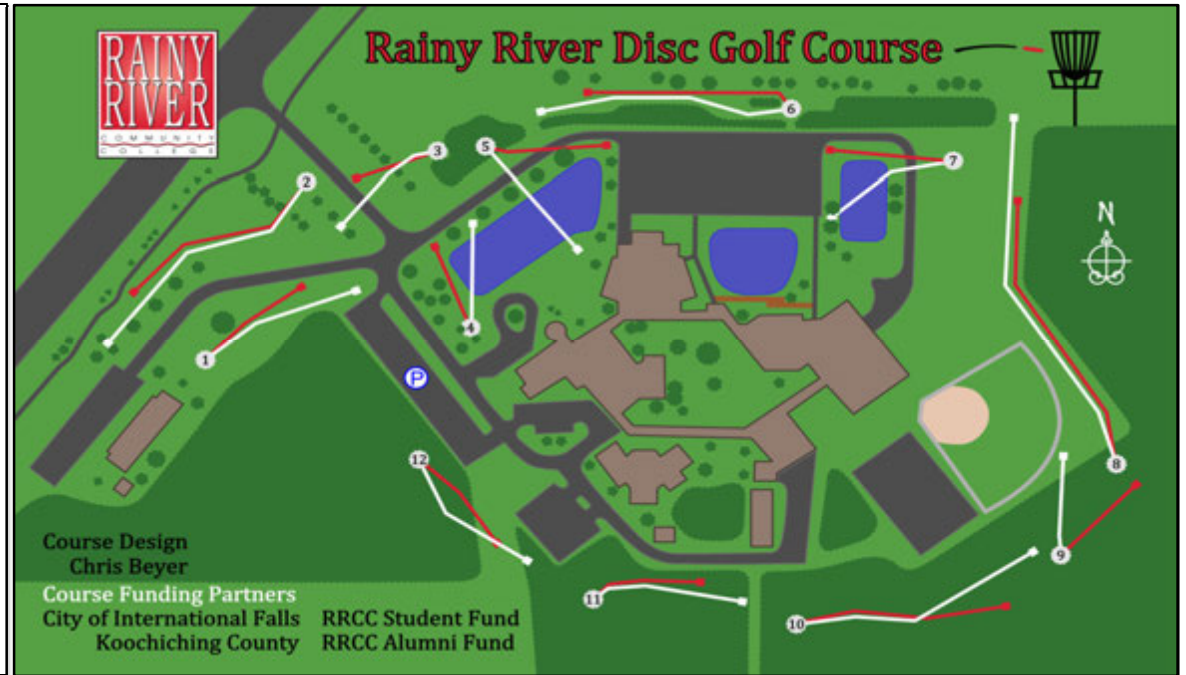 RAINY
RIVER
COMMUNITY
COLLEGE
Rainy River Disc Golf Course
6
3
5
7
2
N
4
1
P
12
8
9
11
10
Course Design
Chris Beyer
Course Funding Partners
City of International Falls RRCC Student Fund
Koochiching County RRCC Alumni Fund